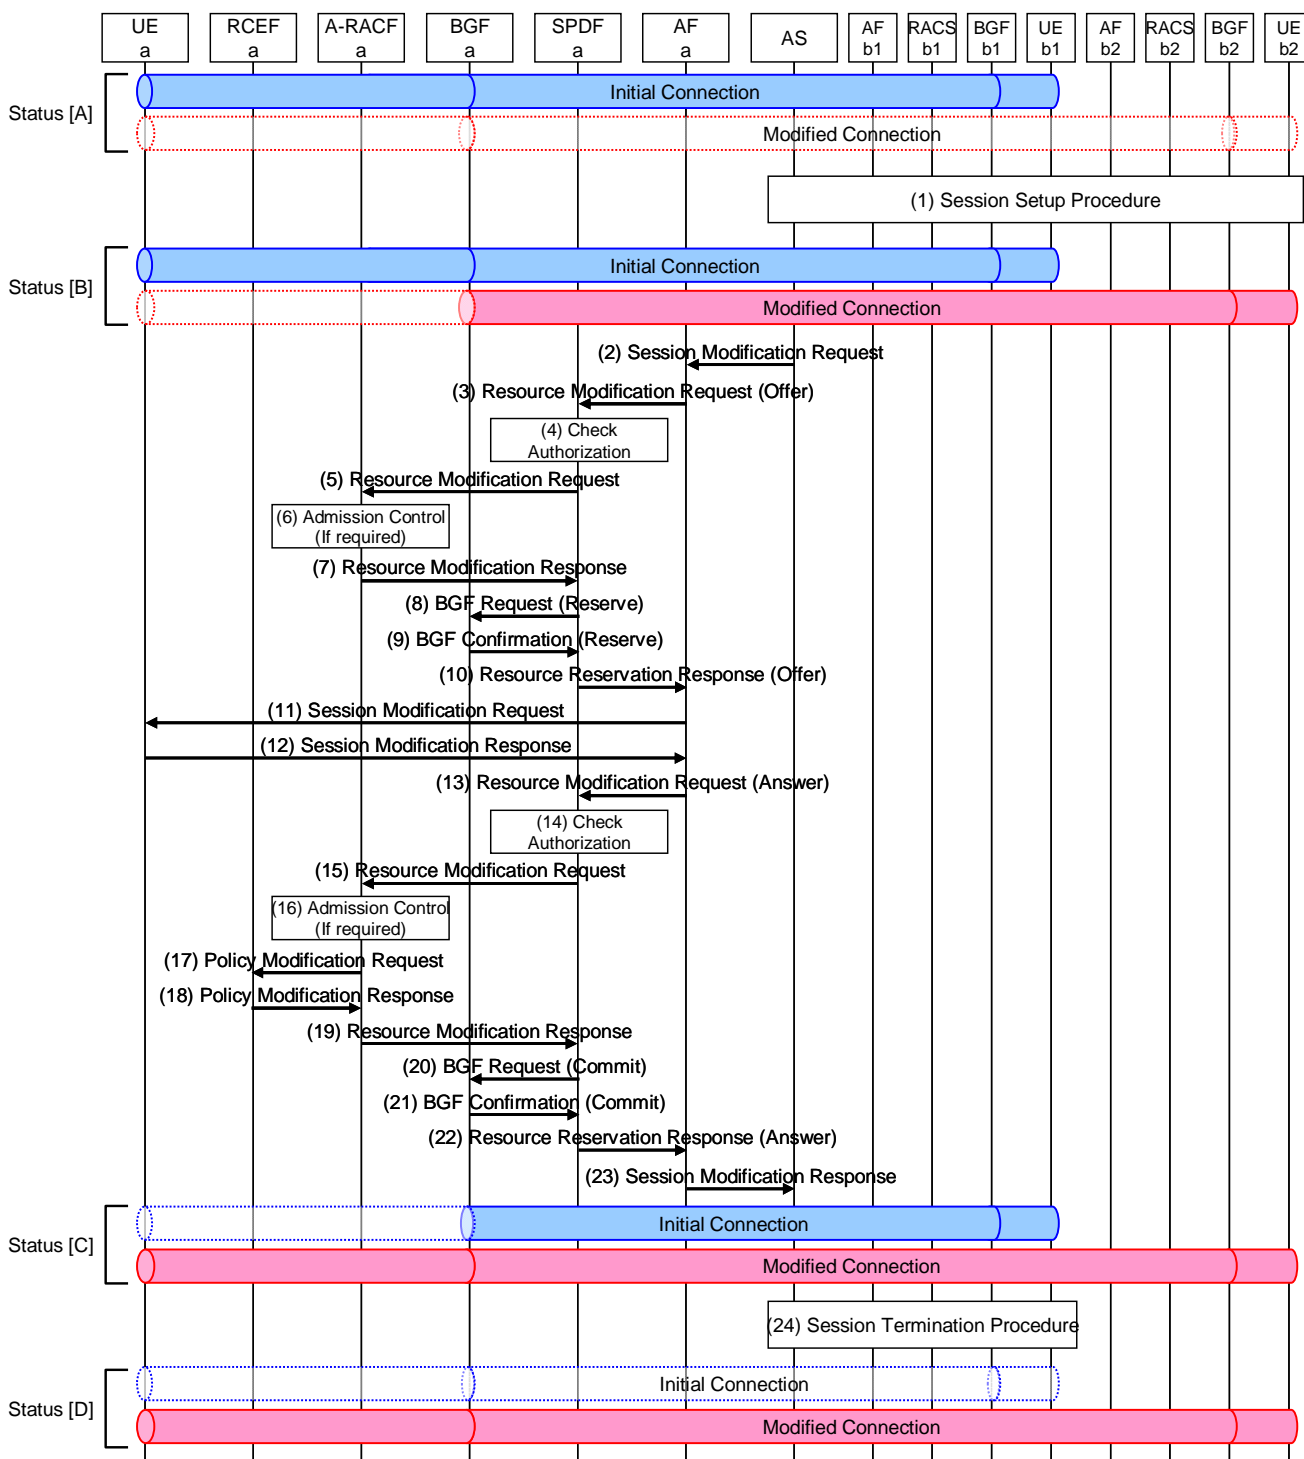 UE
a
RCEF
a
A-RACF
a
BGF
a
SPDF
a
AF
a
AS
AF
b1
RACS
b1
BGF
b1
UE
b1
AF
b2
RACS
b2
BGF
b2
UE
b2
Status [A]
Initial Connection
Modified Connection
(1) Session Setup Procedure
Status [B]
Initial Connection
Modified Connection
(2) Session Modification Request
(3) Resource Modification Request (Offer)
(4) Check
Authorization
(5) Resource Modification Request
(6) Admission Control
(If required)
(7) Resource Modification Response
(8) BGF Request (Reserve)
(9) BGF Confirmation (Reserve)
(10) Resource Reservation Response (Offer)
(11) Session Modification Request
(12) Session Modification Response
(13) Resource Modification Request (Answer)
(14) Check
Authorization
(15) Resource Modification Request
(16) Admission Control
(If required)
(17) Policy Modification Request
(18) Policy Modification Response
(19) Resource Modification Response
(20) BGF Request (Commit)
(21) BGF Confirmation (Commit)
(22) Resource Reservation Response (Answer)
(23) Session Modification Response
Status [C]
Initial Connection
Modified Connection
(24) Session Termination Procedure
Status [D]
Initial Connection
Modified Connection